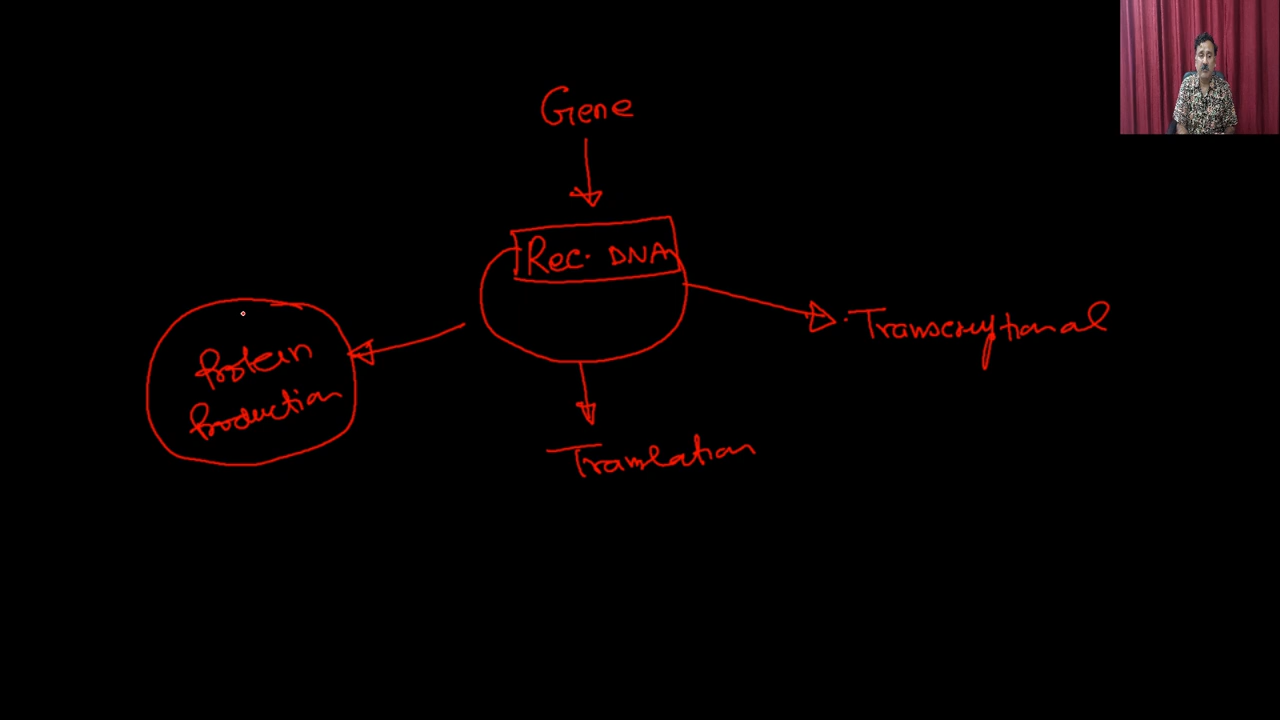 Gene
Rec. DNA
Transcriptional
Protein
Production
Translation